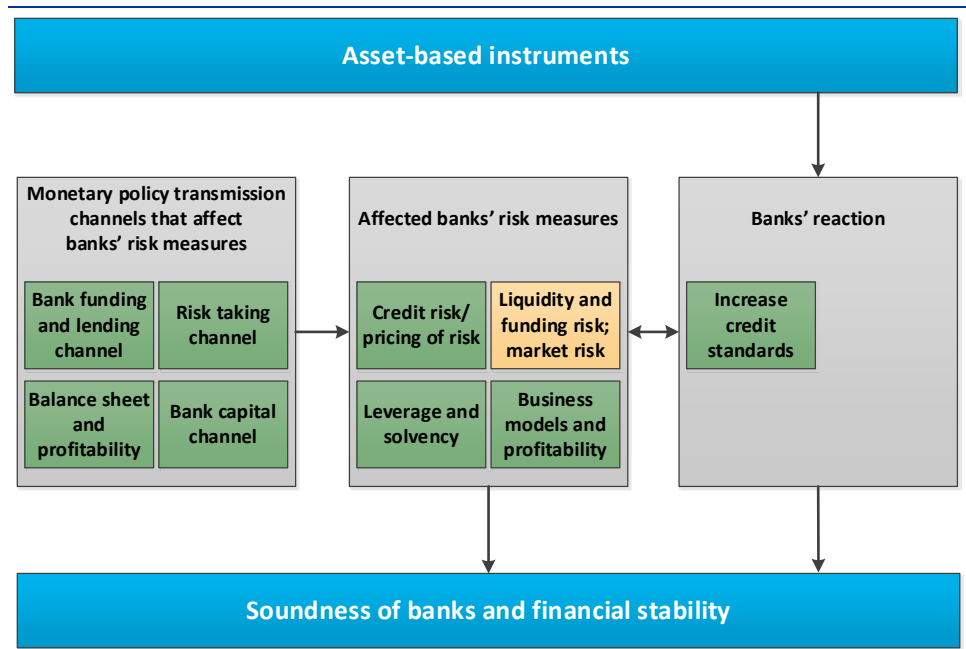 Asset-based instruments
Monetary policy transmission
channels that affect
banks' risk measures
Bank funding
and lending
channel
Risk taking
channel
Balance sheet
and
profitability
Bank capital
channel
Affected banks' risk measures
Credit risk/
pricing of risk
Liquidity and
funding risk;
market risk
Leverage and
solvency
Business
models and
profitability
Banks' reaction
Increase
credit
standards
Soundness of banks and financial stability